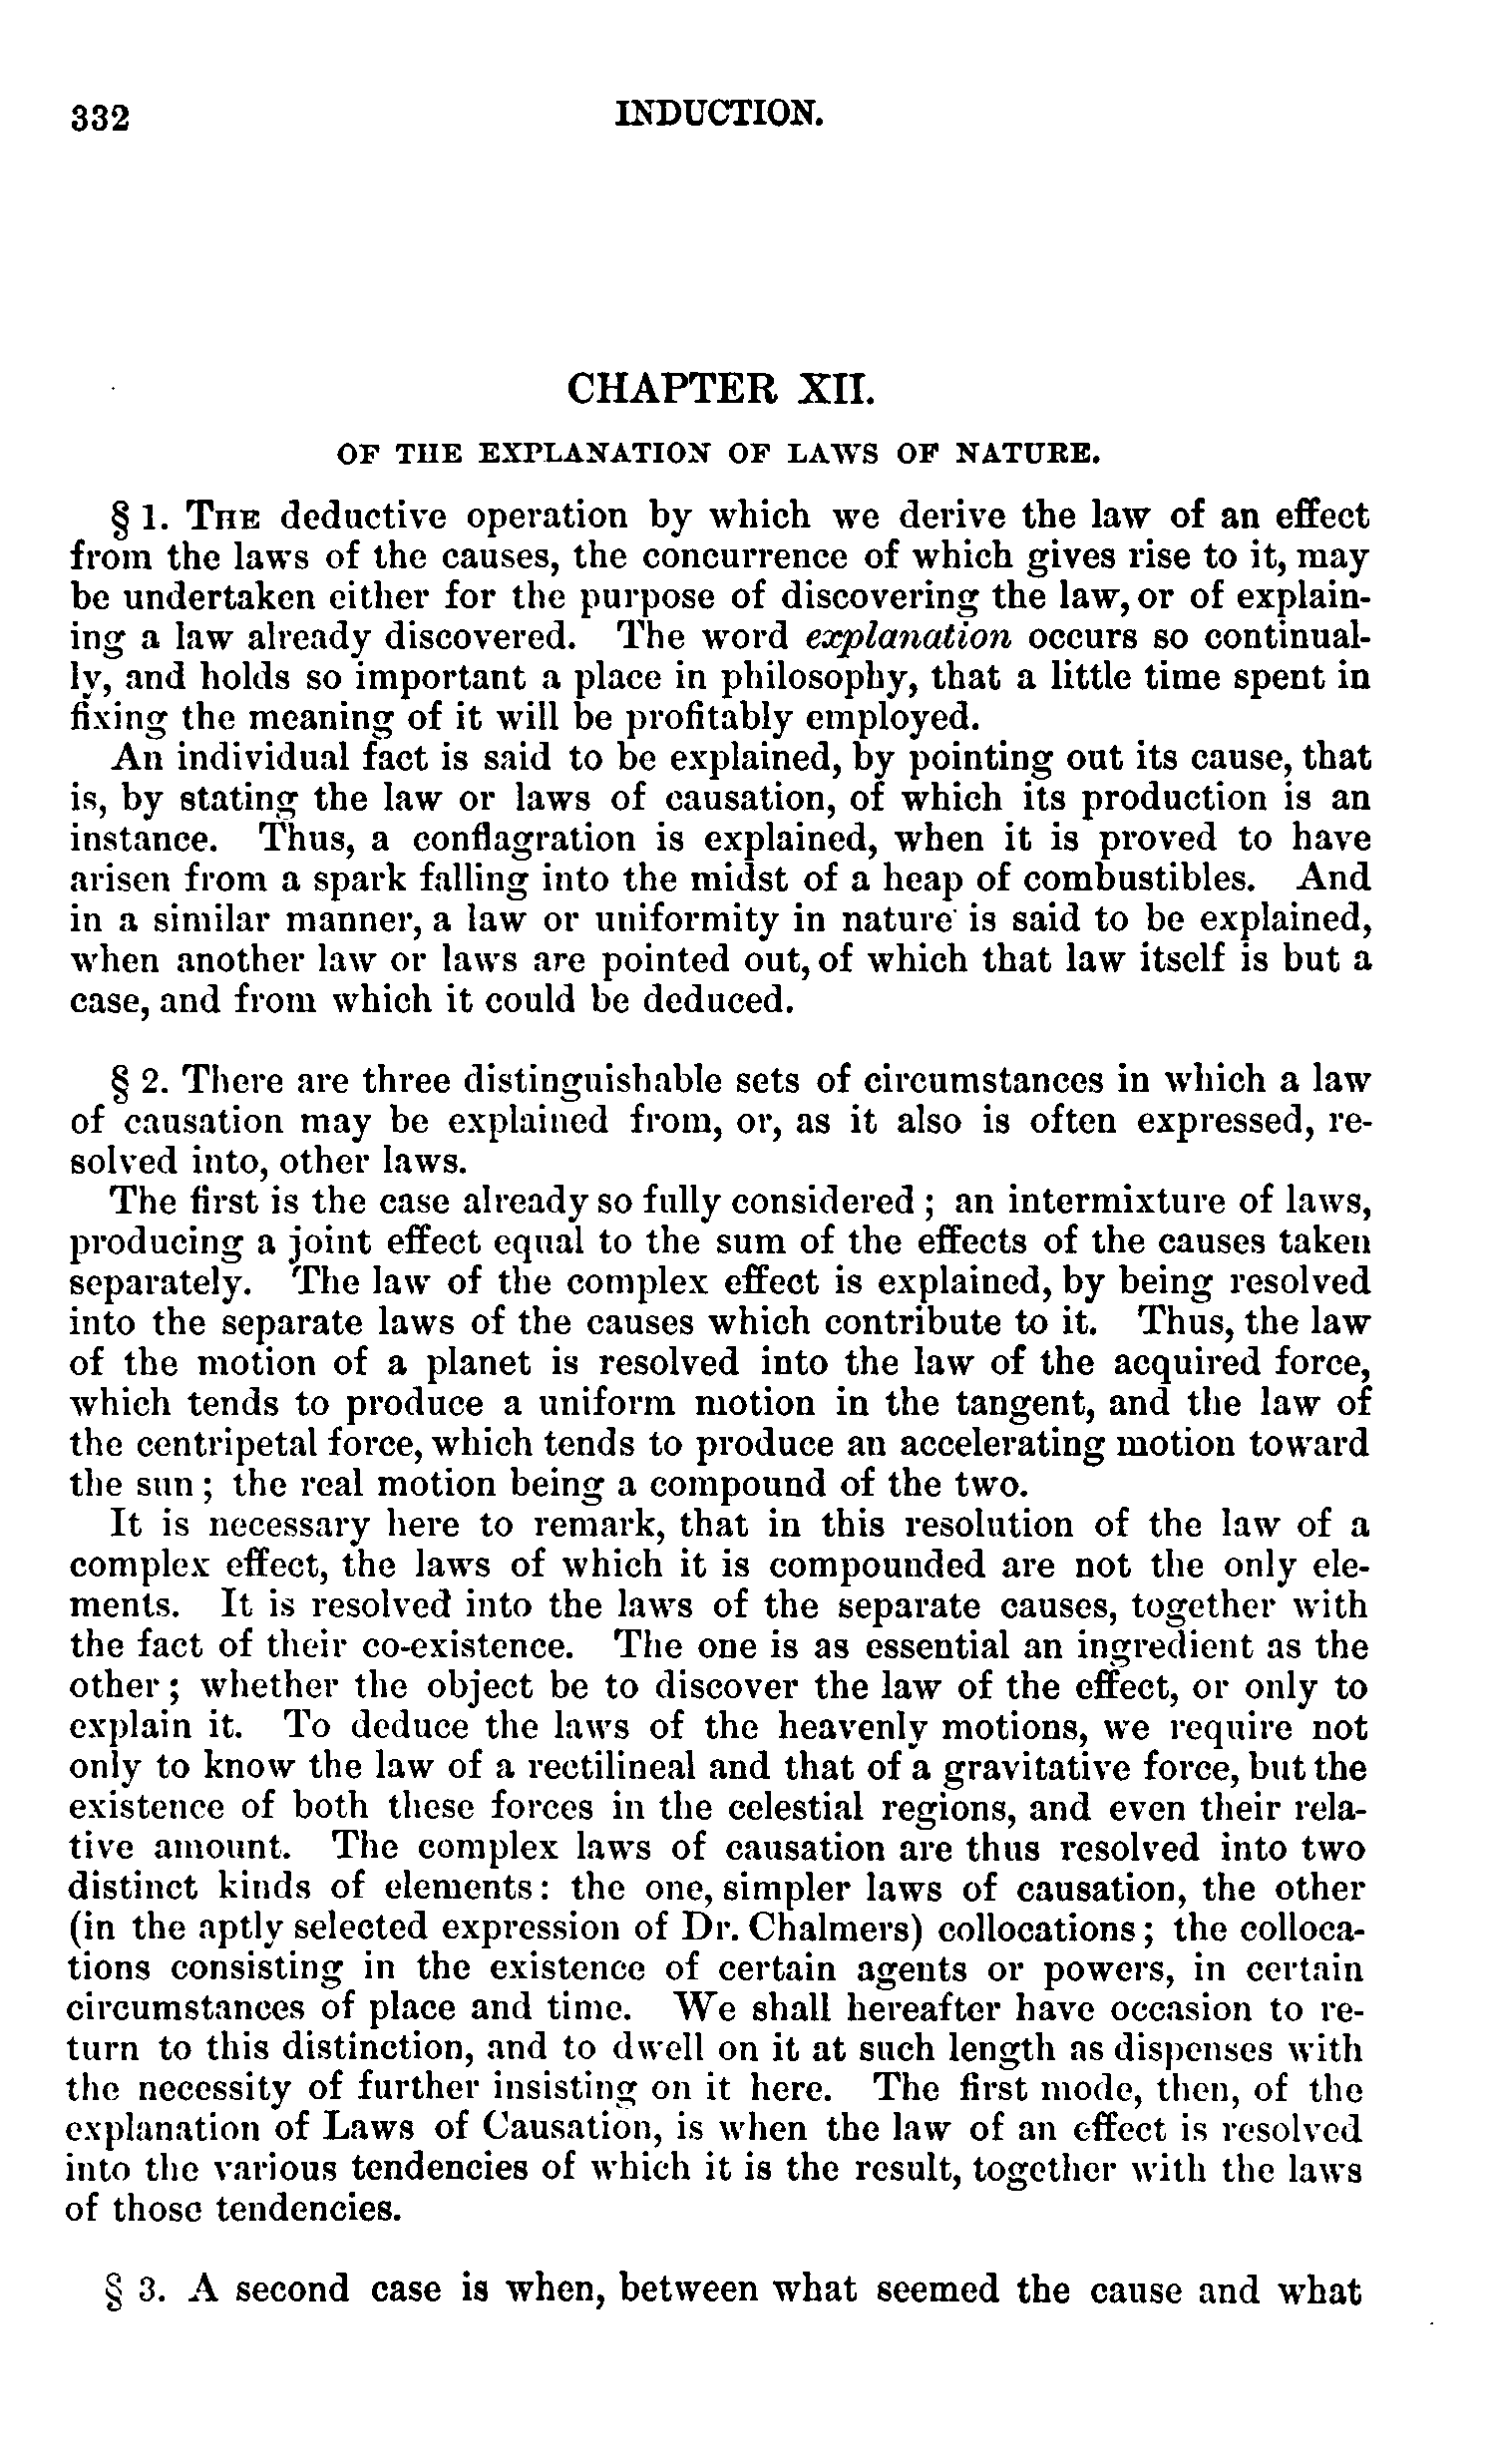 332
INDUCTION.
CHAPTER XII.
OF THE EXPLANATION OF LAWS OF NATURE.
§ 1. THE deductive operation by which we derive the law of an effect
from the laws of the causes, the concurrence of which gives rise to it, may
be undertaken either for the purpose of discovering the law, or of explain-
ing a law already discovered. The word explanation occurs so continual-
ly, and holds so important a place in philosophy, that a little time spent in
fixing the meaning of it will be profitably employed.
An individual fact is said to be explained, by pointing out its cause, that
is, by stating the law or laws of causation, of which its production is an
instance. Thus, a conflagration is explained, when it is proved to have
arisen from a spark falling into the midst of a heap of combustibles. And
in a similar manner, a law or uniformity in nature is said to be explained,
when another law or laws are pointed out, of which that law itself is but a
case, and from which it could be deduced.
§ 2. There are three distinguishable sets of circumstances in which a law
of causation may be explained from, or, as it also is often expressed, re-
solved into, other laws.
The first is the case already so fully considered; an intermixture of laws,
producing a joint effect equal to the sum of the effects of the causes taken
separately. The law of the complex effect is explained, by being resolved
into the separate laws of the causes which contribute to it. Thus, the law
of the motion of a planet is resolved into the law of the acquired force,
which tends to produce a uniform motion in the tangent, and the law of
the centripetal force, which tends to produce an accelerating motion toward
the sun; the real motion being a compound of the two.
It is necessary here to remark, that in this resolution of the law of a
complex effect, the laws of which it is compounded are not the only ele-
ments. It is resolved into the laws of the separate causes, together with
the fact of their co-existence. The one is as essential an ingredient as the
other; whether the object be to discover the law of the effect, or only to
explain it. To deduce the laws of the heavenly motions, we require not
only to know the law of a rectilineal and that of a gravitative force, but the
existence of both these forces in the celestial regions, and even their rela-
tive amount. The complex laws of causation are thus resolved into two
distinct kinds of elements: the one, simpler laws of causation, the other
(in the aptly selected expression of Dr. Chalmers) collocations; the colloca-
tions consisting in the existence of certain agents or powers, in certain
circumstances of place and time. We shall hereafter have occasion to re-
turn to this distinction, and to dwell on it at such length as dispenses with
the necessity of further insisting on it here. The first mode, then, of the
explanation of Laws of Causation, is when the law of an effect is resolved
into the various tendencies of which it is the result, together with the laws
of those tendencies.
§ 3. A second case is when, between what seemed the cause and what